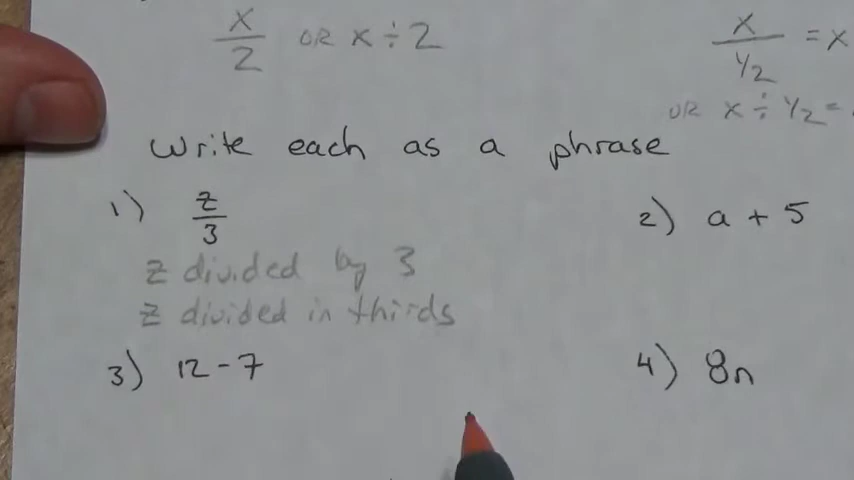 x/2 OR x ÷ 2
x/½ = x
OR x ÷ ½ =
Write each as a phrase
1) z/3
2) a + 5
z divided by 3
z divided in thirds
3) 12 - 7
4) 8n